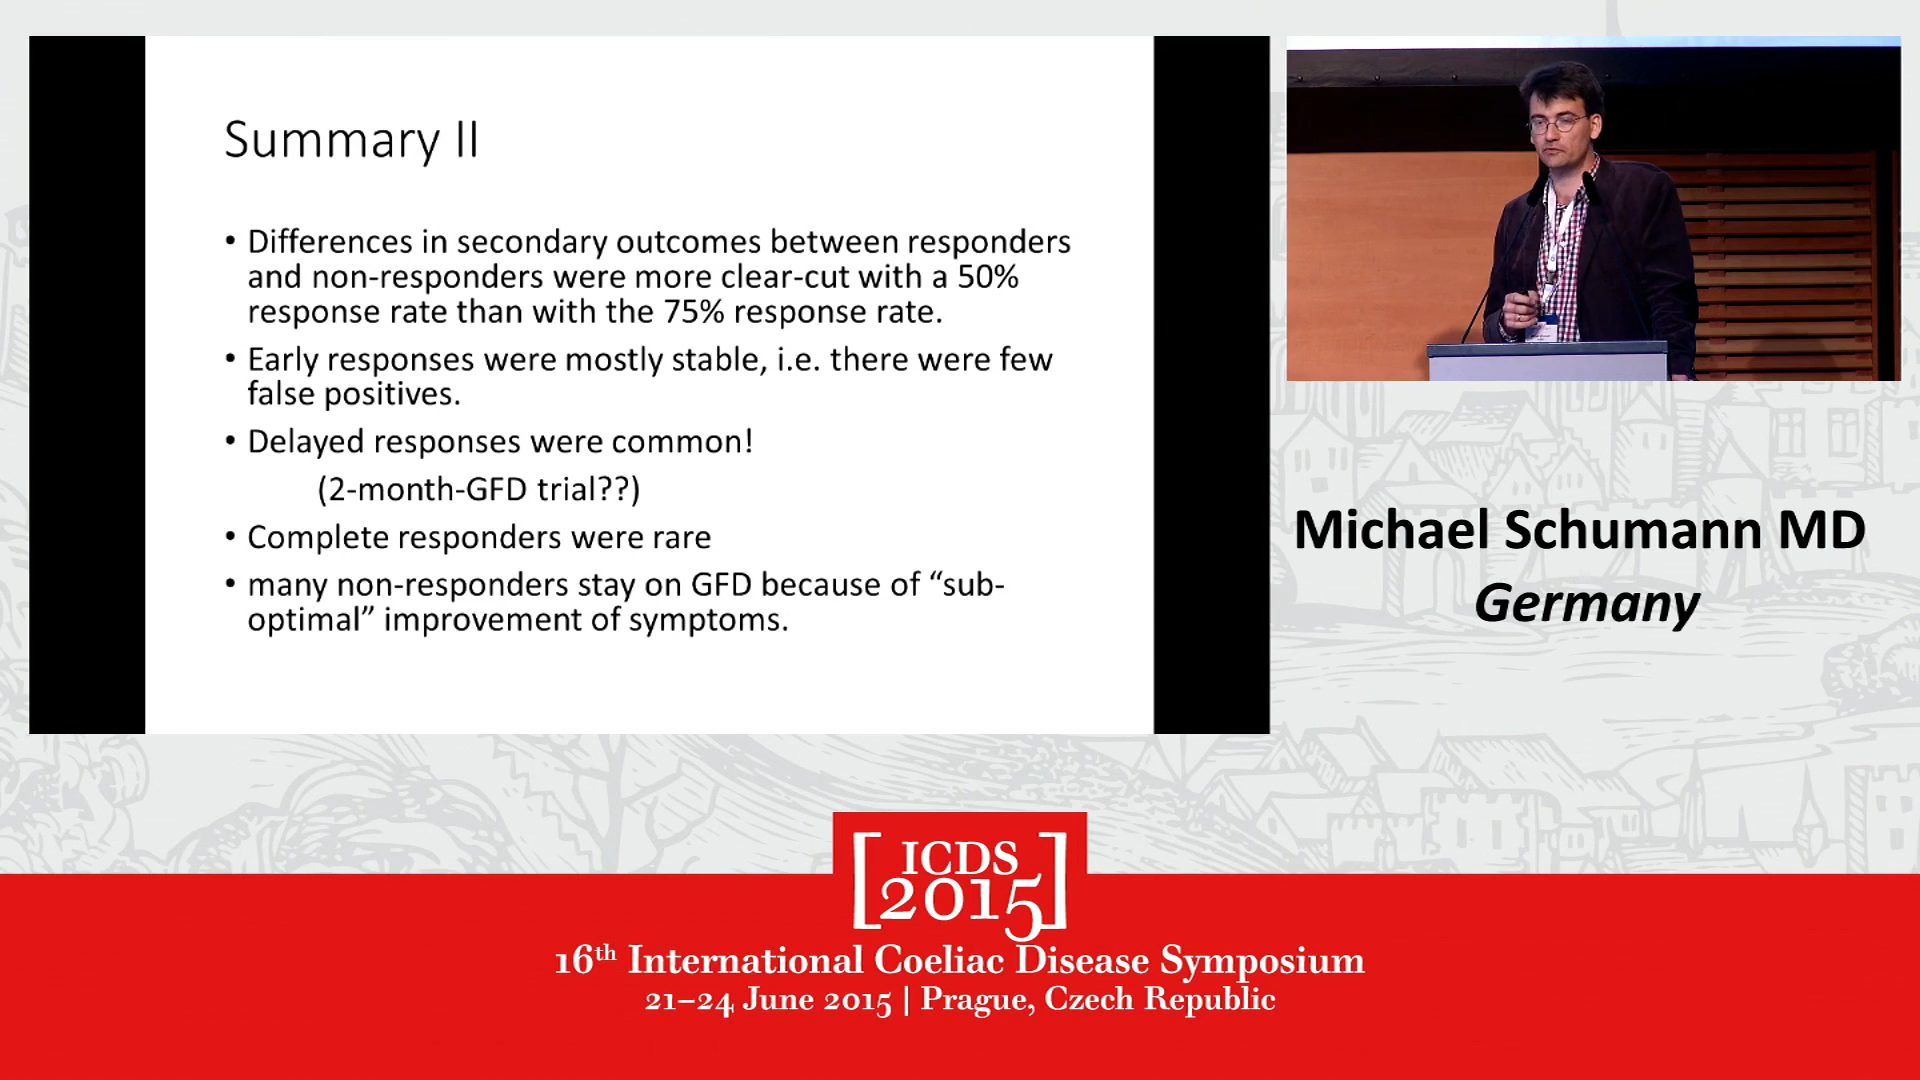 Summary II
• Differences in secondary outcomes between responders
and non-responders were more clear-cut with a 50%
response rate than with the 75% response rate.
• Early responses were mostly stable, i.e. there were few
false positives.
• Delayed responses were common!
(2-month-GFD trial??)
• Complete responders were rare
• many non-responders stay on GFD because of “sub-
optimal” improvement of symptoms.
Michael Schumann MD
Germany
[ICDS
2015]
16th International Coeliac Disease Symposium
21–24 June 2015 | Prague, Czech Republic